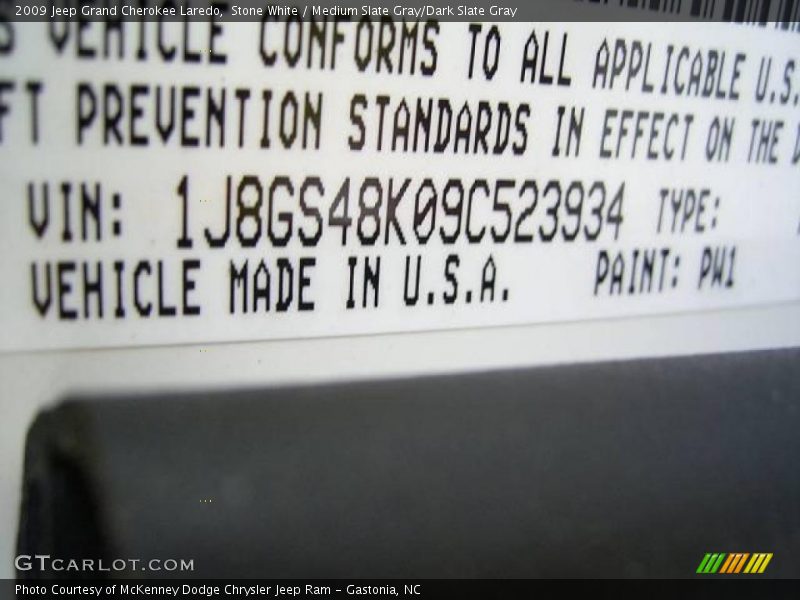 2009 Jeep Grand Cherokee Laredo, Stone White / Medium Slate Gray/Dark Slate Gray
VEHICLE CONFORMS TO ALL APPLICABLE U.S.
FT PREVENTION STANDARDS IN EFFECT ON THE
VIN: 1J8GS48K09C523934 TYPE:
VEHICLE MADE IN U.S.A. PAINT: PW1
GTCARLOT.COM
Photo Courtesy of McKenney Dodge Chrysler Jeep Ram - Gastonia, NC